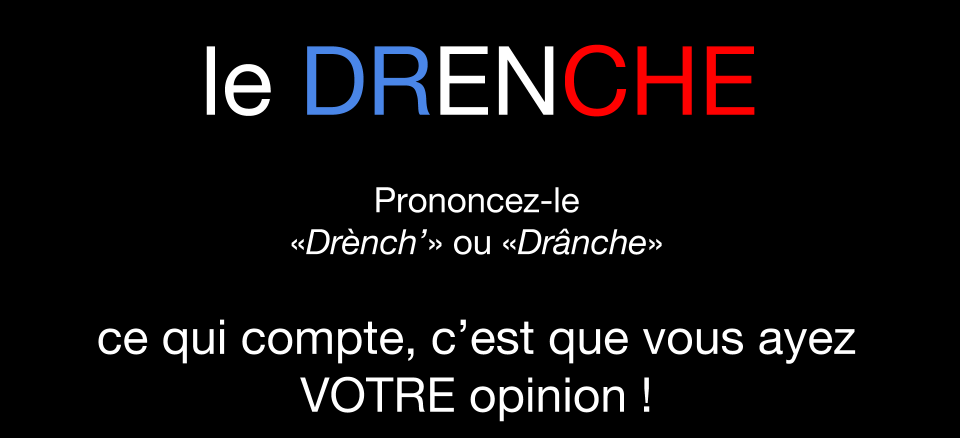 le DRENCHE
Prononcez-le
«Drènch’» ou «Drânche»
ce qui compte, c’est que vous ayez
VOTRE opinion !